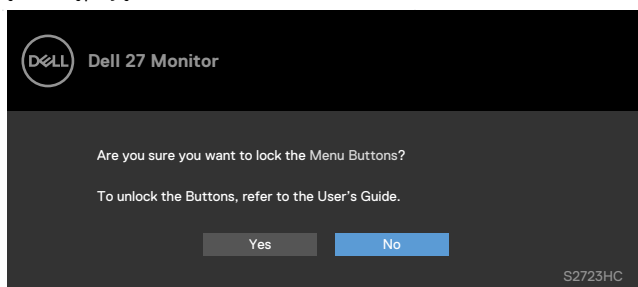 DELL Dell 27 Monitor
Are you sure you want to lock the Menu Buttons?
To unlock the Buttons, refer to the User's Guide.
Yes No
S2723HC